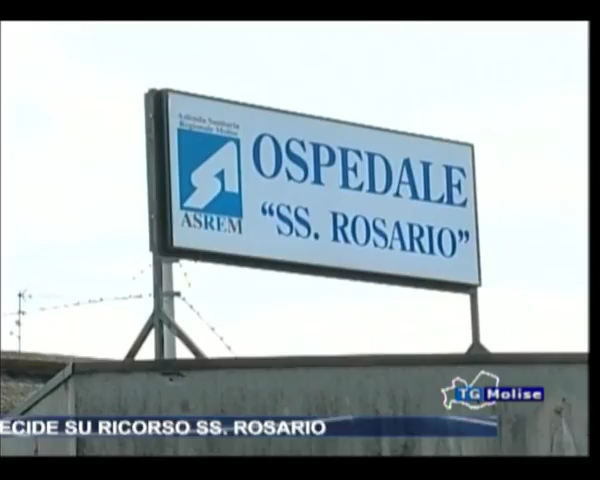 Azienda Sanitaria
Regionale Molise
OSPEDALE
"SS. ROSARIO"
ASREM
TG Molise
ECIDE SU RICORSO SS. ROSARIO